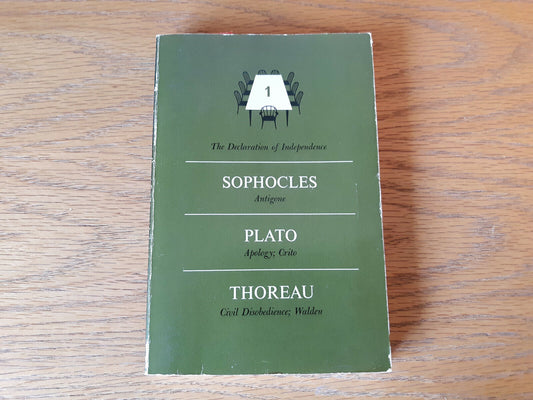 1
The Declaration of Independence
SOPHOCLES
Antigone
PLATO
Apology; Crito
THOREAU
Civil Disobedience; Walden